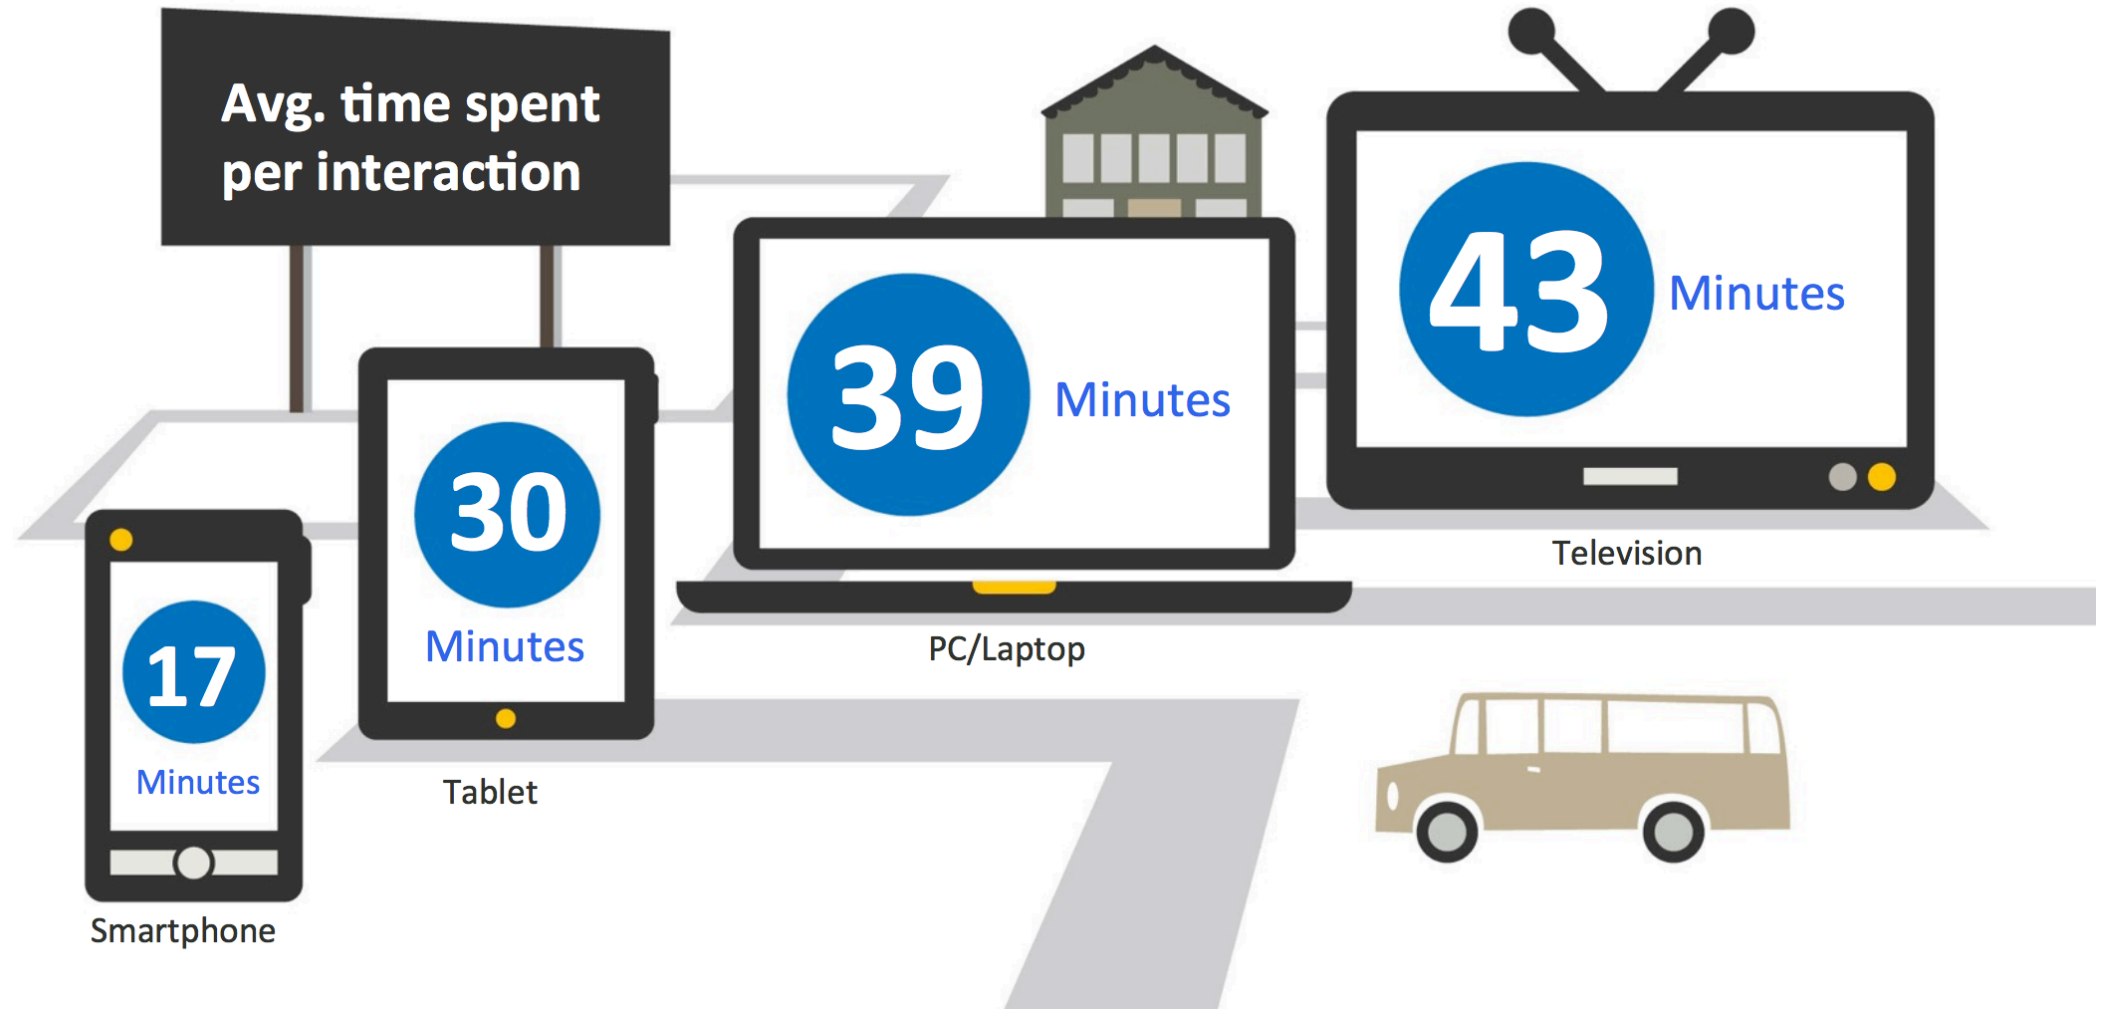 Avg. time spent
per interaction
43
Minutes
39
Minutes
30
Minutes
17
Minutes
Television
PC/Laptop
Tablet
Smartphone